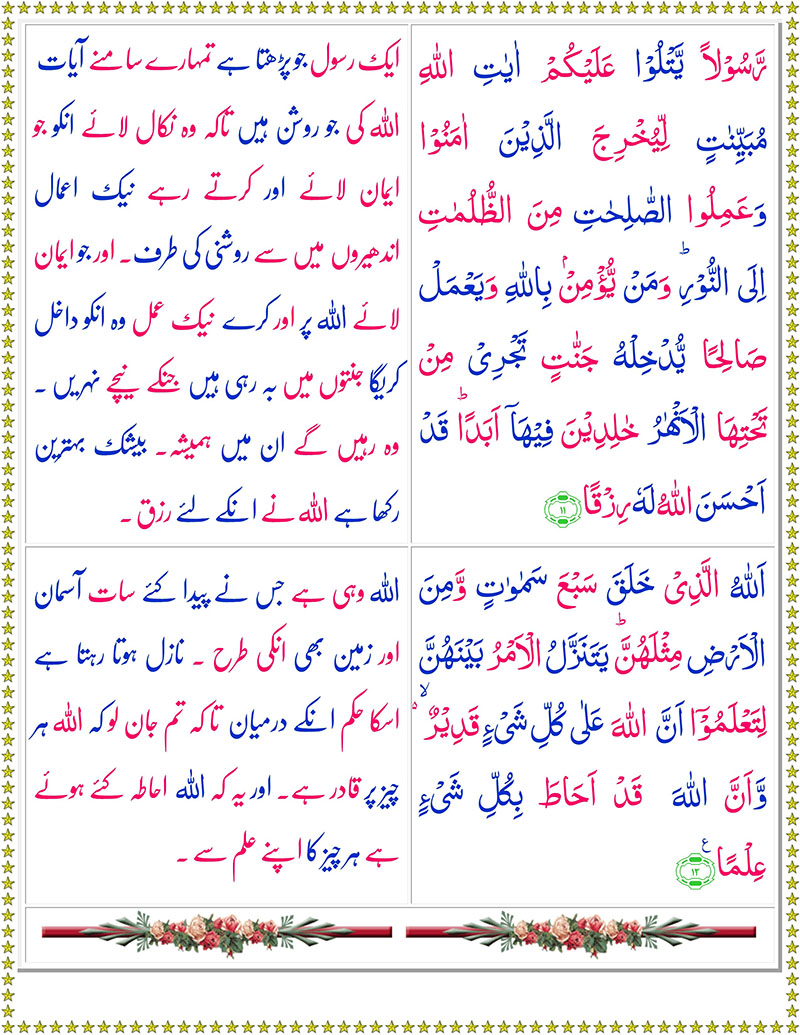 رَّسُوۡلًا يَّتۡلُوۡا عَلَيۡكُمۡ اٰيٰتِ اللّٰهِ
مُبَيِّنٰتٍ لِّيُخۡرِجَ الَّذِيۡنَ اٰمَنُوۡا
وَعَمِلُوا الصّٰلِحٰتِ مِنَ الظُّلُمٰتِ
اِلَى النُّوۡرِ‌ؕ وَمَنۡ يُّؤۡمِنۡۢ بِاللّٰهِ وَيَعۡمَلۡ
صَالِحًا يُّدۡخِلۡهُ جَنّٰتٍ تَجۡرِىۡ مِنۡ
تَحۡتِهَا الۡاَنۡهٰرُ خٰلِدِيۡنَ فِيۡهَاۤ اَبَدًا‌ؕ قَدۡ
اَحۡسَنَ اللّٰهُ لَهٗ رِزۡقًا ﴿۱۱﴾
ایک رسول جو پڑھتا ہے تمہارے سامنے آیات
اللہ کی جو روشن ہیں تاکہ وہ نکال لائے انکو جو
ایمان لائے اور کرتے رہے نیک اعمال
اندھیروں میں سے روشنی کی طرف۔ اور جو ایمان
لائے اللہ پر اور کرے نیک عمل وہ انکو داخل
کریگا جنتوں میں بہ رہی ہیں جنکے نیچے نہریں ۔
وہ رہیں گے ان میں ہمیشہ۔ بیشک بہترین
رکھا ہے اللہ نے انکے لئے رزق ۔
اَللّٰهُ الَّذِىۡ خَلَقَ سَبۡعَ سَمٰوٰتٍ وَّمِنَ
الۡاَرۡضِ مِثۡلَهُنَّ ؕ يَتَنَزَّلُ الۡاَمۡرُ بَيۡنَهُنَّ
لِتَعۡلَمُوۡۤا اَنَّ اللّٰهَ عَلٰى كُلِّ شَىۡءٍ قَدِيۡرٌ ۙ
وَّاَنَّ اللّٰهَ قَدۡ اَحَاطَ بِكُلِّ شَىۡءٍ
عِلۡمًا ﴿۱۲﴾ ع
اللہ وہی ہے جس نے پیدا کئے سات آسمان
اور زمین بھی انکی طرح ۔ نازل ہوتا رہتا ہے
اسکا حکم انکے درمیان تاکہ تم جان لو کہ اللہ ہر
چیز پر قادر ہے۔ اور یہ کہ اللہ احاطہ کئے ہوئے
ہے ہر چیز کا اپنے علم سے ۔